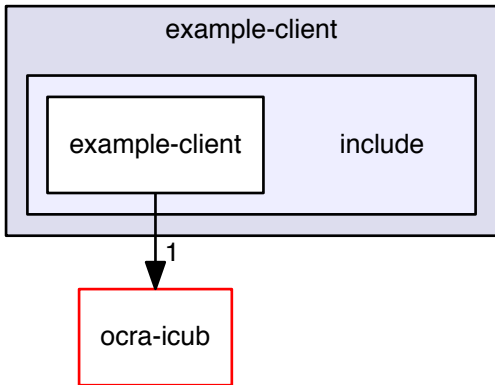 example-client
example-client
include
1
ocra-icub